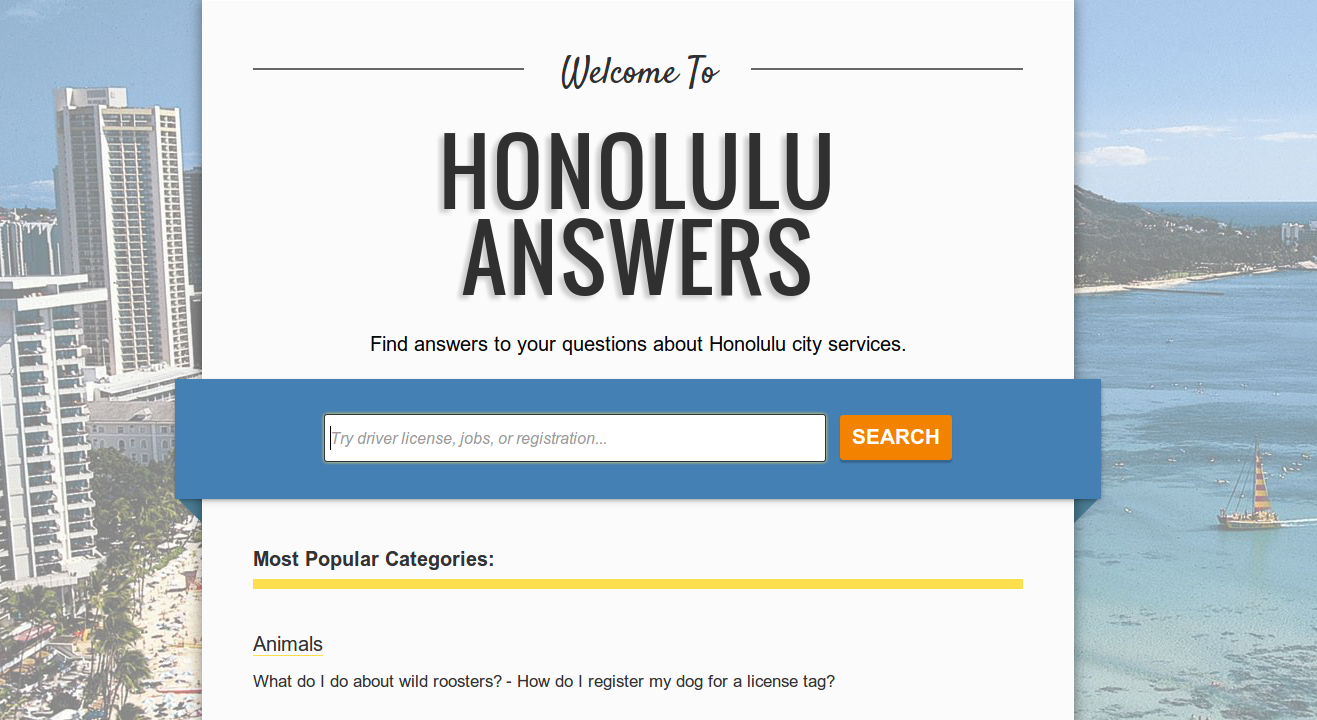 Welcome To
HONOLULU
ANSWERS
Find answers to your questions about Honolulu city services.
Try driver license, jobs, or registration...
SEARCH
Most Popular Categories:
Animals
What do I do about wild roosters? - How do I register my dog for a license tag?